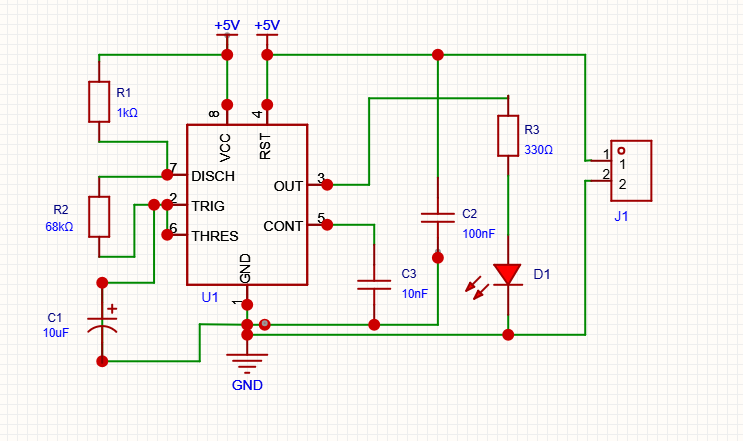 +5V
+5V
R1
1kΩ
8
4
VCC
RST
7
DISCH
R2
68kΩ
2
TRIG
6
THRES
OUT
3
CONT
5
GND
1
U1
R3
330Ω
1
1
2
2
J1
C2
100nF
C3
10nF
D1
C1
10uF
GND